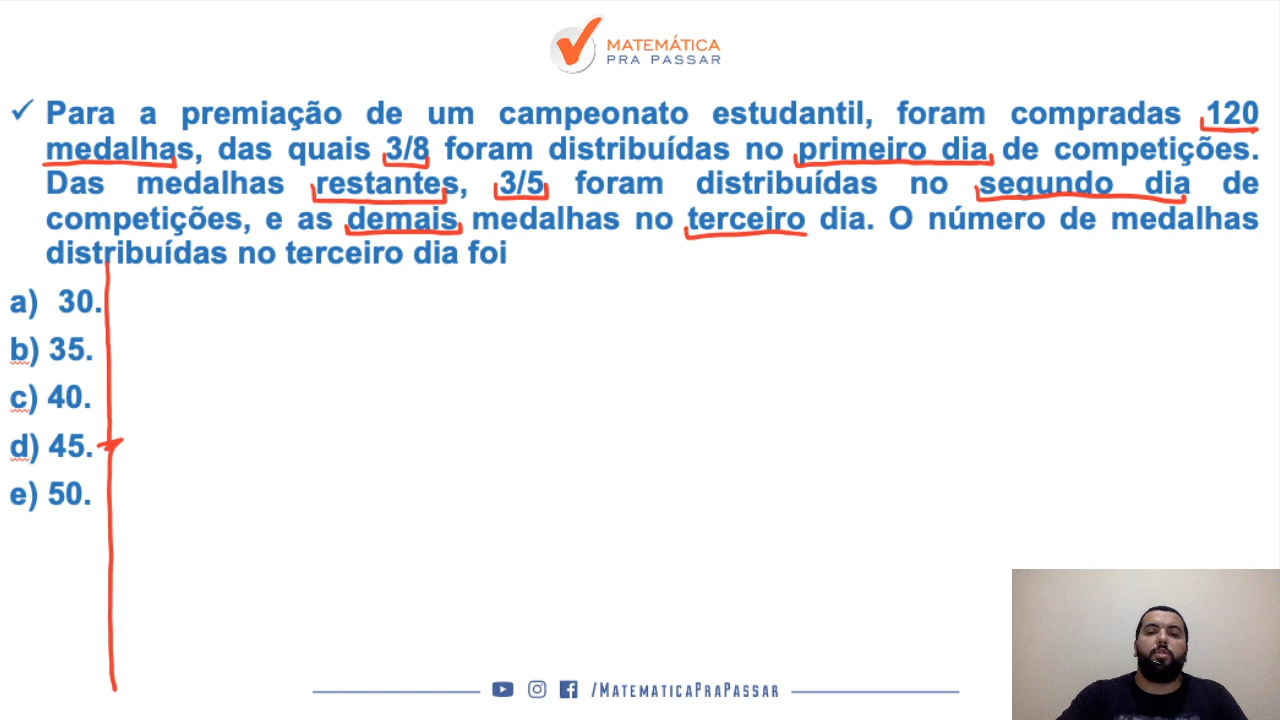 MATEMÁTICA
PRA PASSAR
✓ Para a premiação de um campeonato estudantil, foram compradas 120
medalhas, das quais 3/8 foram distribuídas no primeiro dia de competições.
Das medalhas restantes, 3/5 foram distribuídas no segundo dia de
competições, e as demais medalhas no terceiro dia. O número de medalhas
distribuídas no terceiro dia foi
a) 30.
b) 35.
c) 40.
d) 45.
e) 50.
/MATEMATICAPRAPASSAR